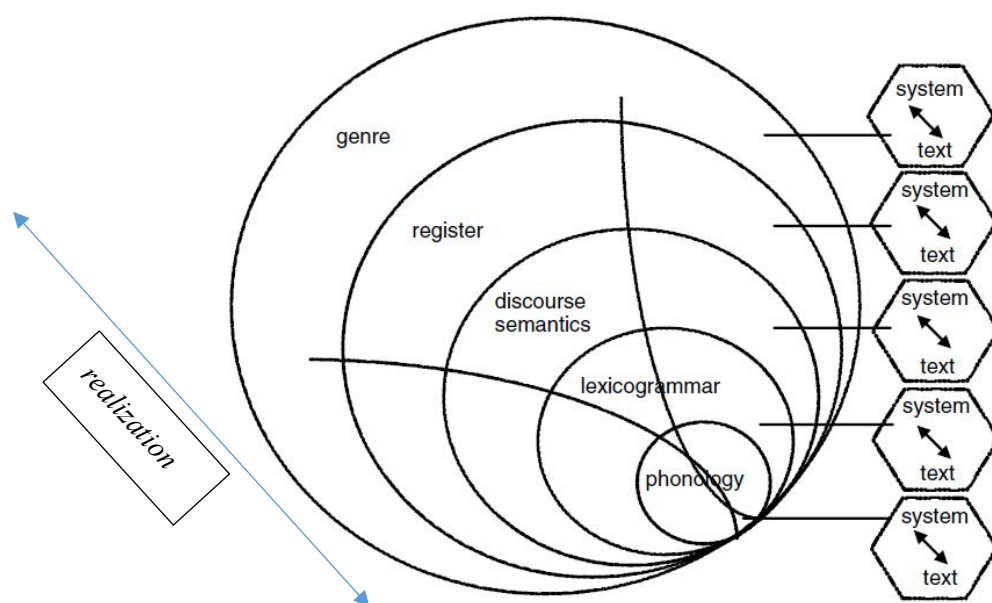 system
text
genre
system
text
register
system
text
discourse
semantics
realization
lexicogrammar
system
text
phonology
system
text